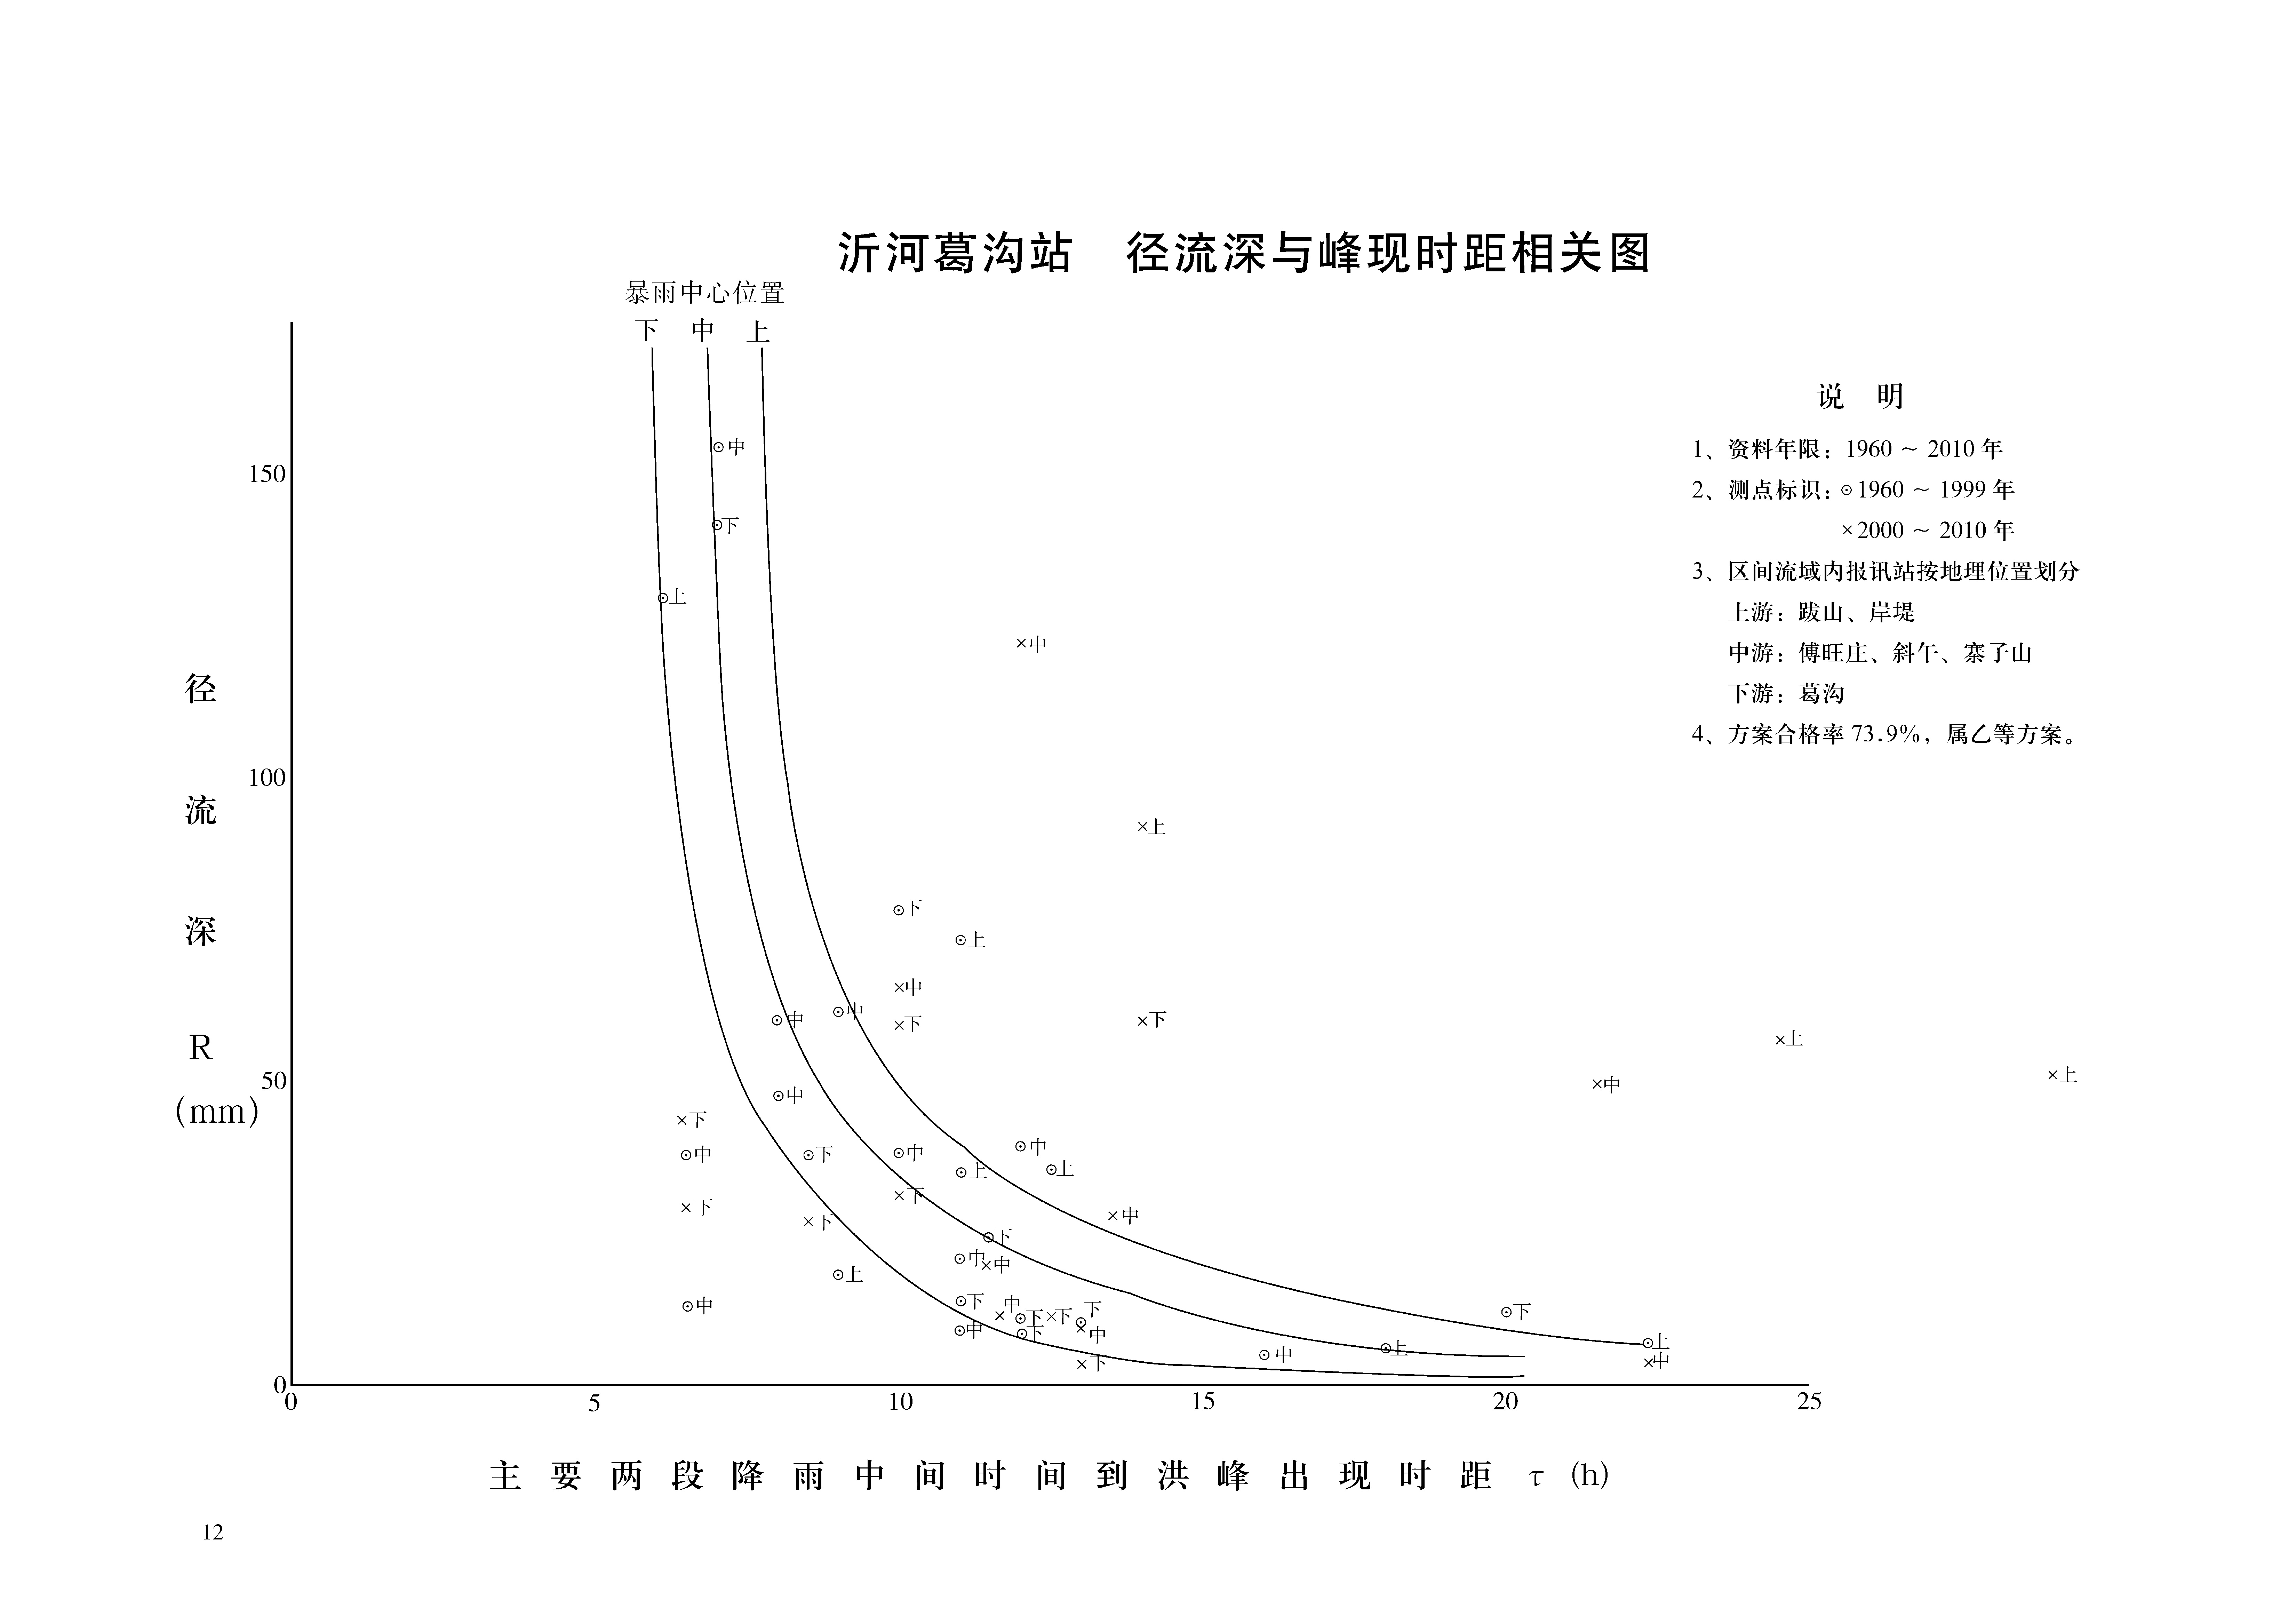 沂河葛沟站 径流深与峰现时距相关图
暴雨中心位置
下 中 上
说 明
1、资料年限：1960 ~ 2010 年
2、测点标识：⊙1960 ~ 1999 年
×2000 ~ 2010 年
3、区间流域内报讯站按地理位置划分
上游：跋山、岸堤
中游：傅旺庄、斜午、寨子山
下游：葛沟
4、方案合格率 73.9%，属乙等方案。
径流深 R (mm)
150
100
50
0
⊙中
⊙下
⊙上
×中
×上
⊙下
⊙上
×中
×下
×下
⊙中
⊙中
×上
×上
×中
⊙中
×下
⊙中
⊙下
⊙中
⊙中
⊙上
⊙上
×下
×下
×下
×中
⊙下
⊙中
×中
⊙上
⊙中
⊙下
×中
⊙下
×下
⊙下
⊙下
⊙中
⊙下
×中
×下
⊙中
⊙上
⊙上
×中
0 5 10 15 20 25
主要两段降雨中间时间到洪峰出现时距 τ (h)
12